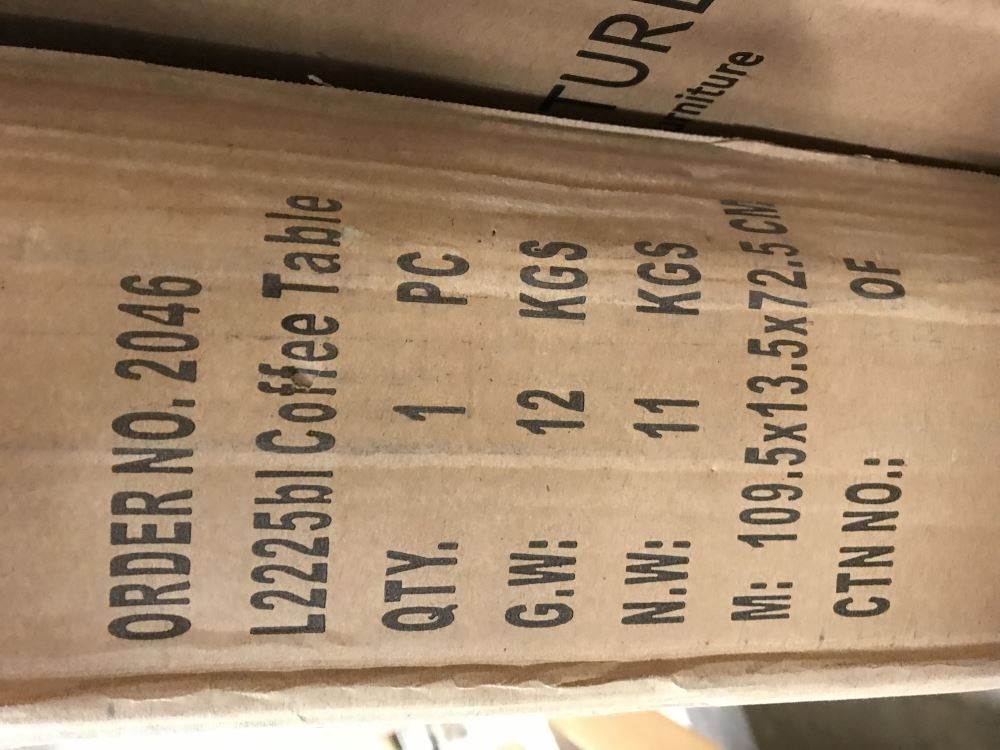 ORDER NO. 2046
L2225bl Coffee Table
QTY. 1 PC
G.W: 12 KGS
N.W: 11 KGS
M: 109.5x13.5x72.5 CM
CTN NO.: OF